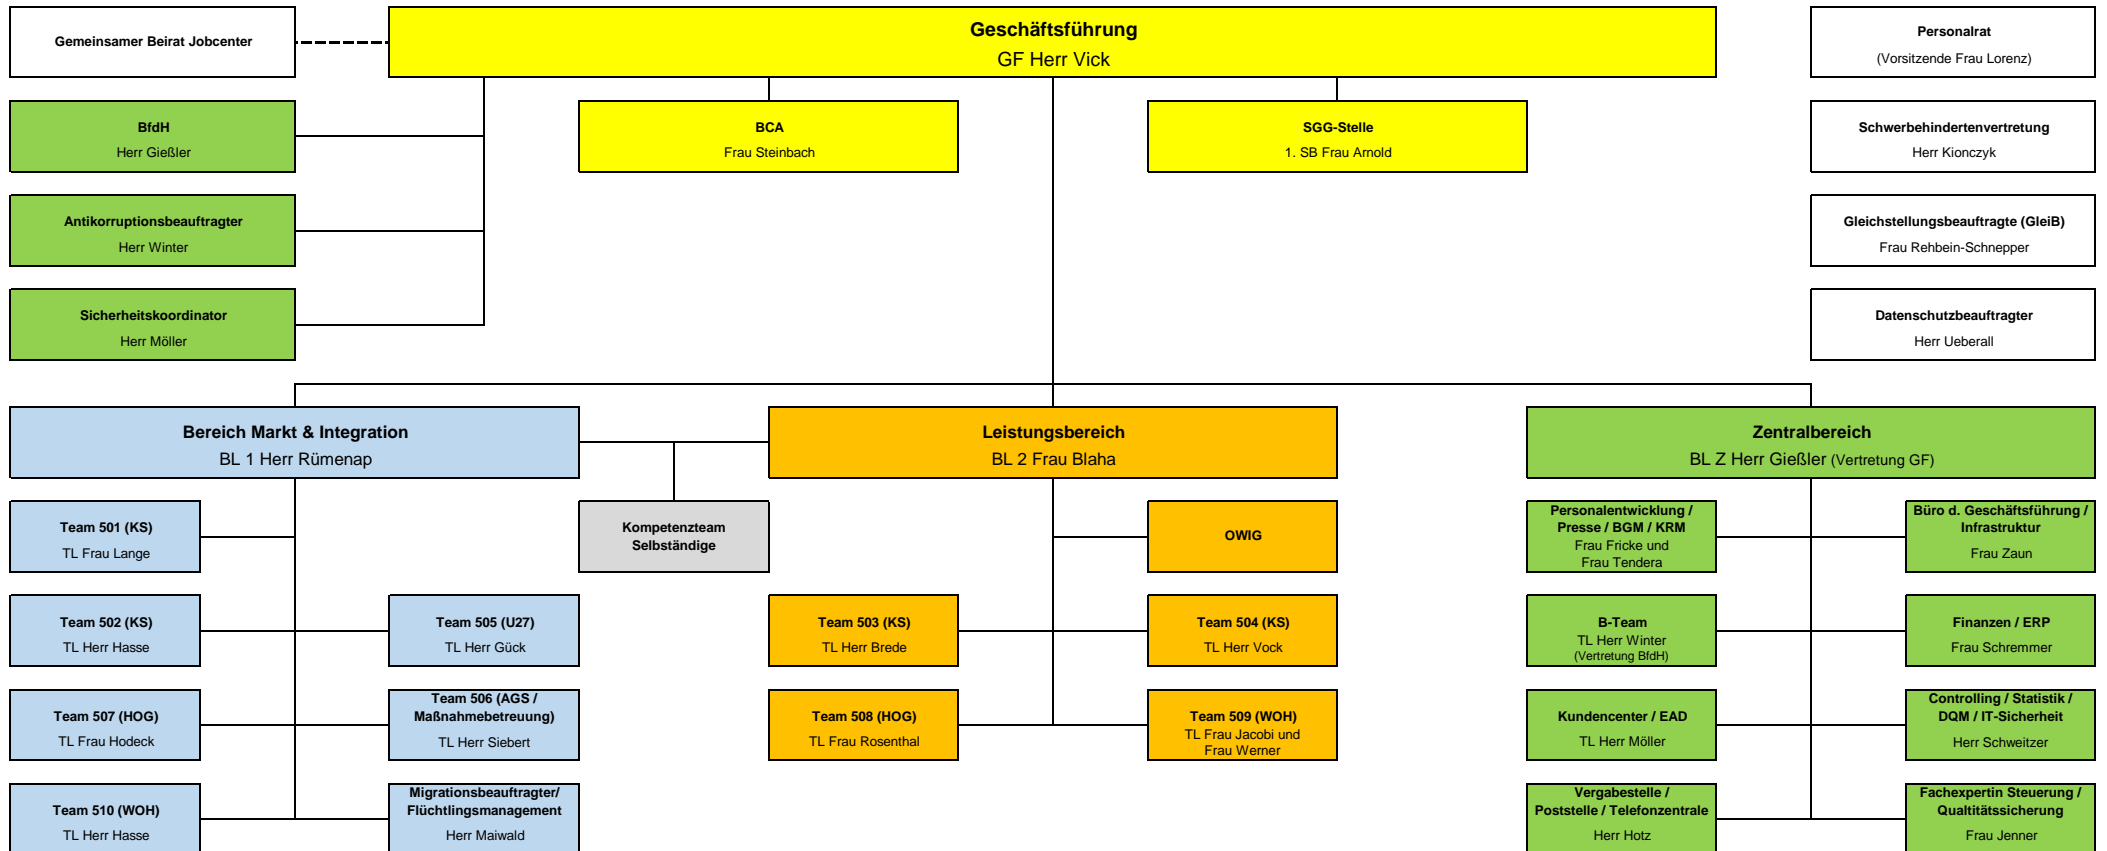 Gemeinsamer Beirat Jobcenter
Geschäftsführung
GF Herr Vick
Personalrat
(Vorsitzende Frau Lorenz)
BfdH
Herr Gießler
BCA
Frau Steinbach
SGG-Stelle
1. SB Frau Arnold
Schwerbehindertenvertretung
Herr Kionczyk
Antikorruptionsbeauftragter
Herr Winter
Gleichstellungsbeauftragte (GleiB)
Frau Rehbein-Schnepper
Sicherheitskoordinator
Herr Möller
Datenschutzbeauftragter
Herr Ueberall
Bereich Markt & Integration
BL 1 Herr Rümenap
Leistungsbereich
BL 2 Frau Blaha
Zentralbereich
BL Z Herr Gießler (Vertretung GF)
Team 501 (KS)
TL Frau Lange
Kompetenzteam
Selbständige
OWIG
Personalentwicklung /
Presse / BGM / KRM
Frau Fricke und
Frau Tendera
Büro d. Geschäftsführung /
Infrastruktur
Frau Zaun
Team 502 (KS)
TL Herr Hasse
Team 505 (U27)
TL Herr Gück
Team 503 (KS)
TL Herr Brede
Team 504 (KS)
TL Herr Vock
B-Team
TL Herr Winter
(Vertretung BfdH)
Finanzen / ERP
Frau Schremmer
Team 507 (HOG)
TL Frau Hodeck
Team 506 (AGS /
Maßnahmebetreuung)
TL Herr Siebert
Team 508 (HOG)
TL Frau Rosenthal
Team 509 (WOH)
TL Frau Jacobi und
Frau Werner
Kundencenter / EAD
TL Herr Möller
Controlling / Statistik /
DQM / IT-Sicherheit
Herr Schweitzer
Team 510 (WOH)
TL Herr Hasse
Migrationsbeauftragter/
Flüchtlingsmanagement
Herr Maiwald
Vergabestelle /
Poststelle / Telefonzentrale
Herr Hotz
Fachexpertin Steuerung /
Qualtitätssicherung
Frau Jenner